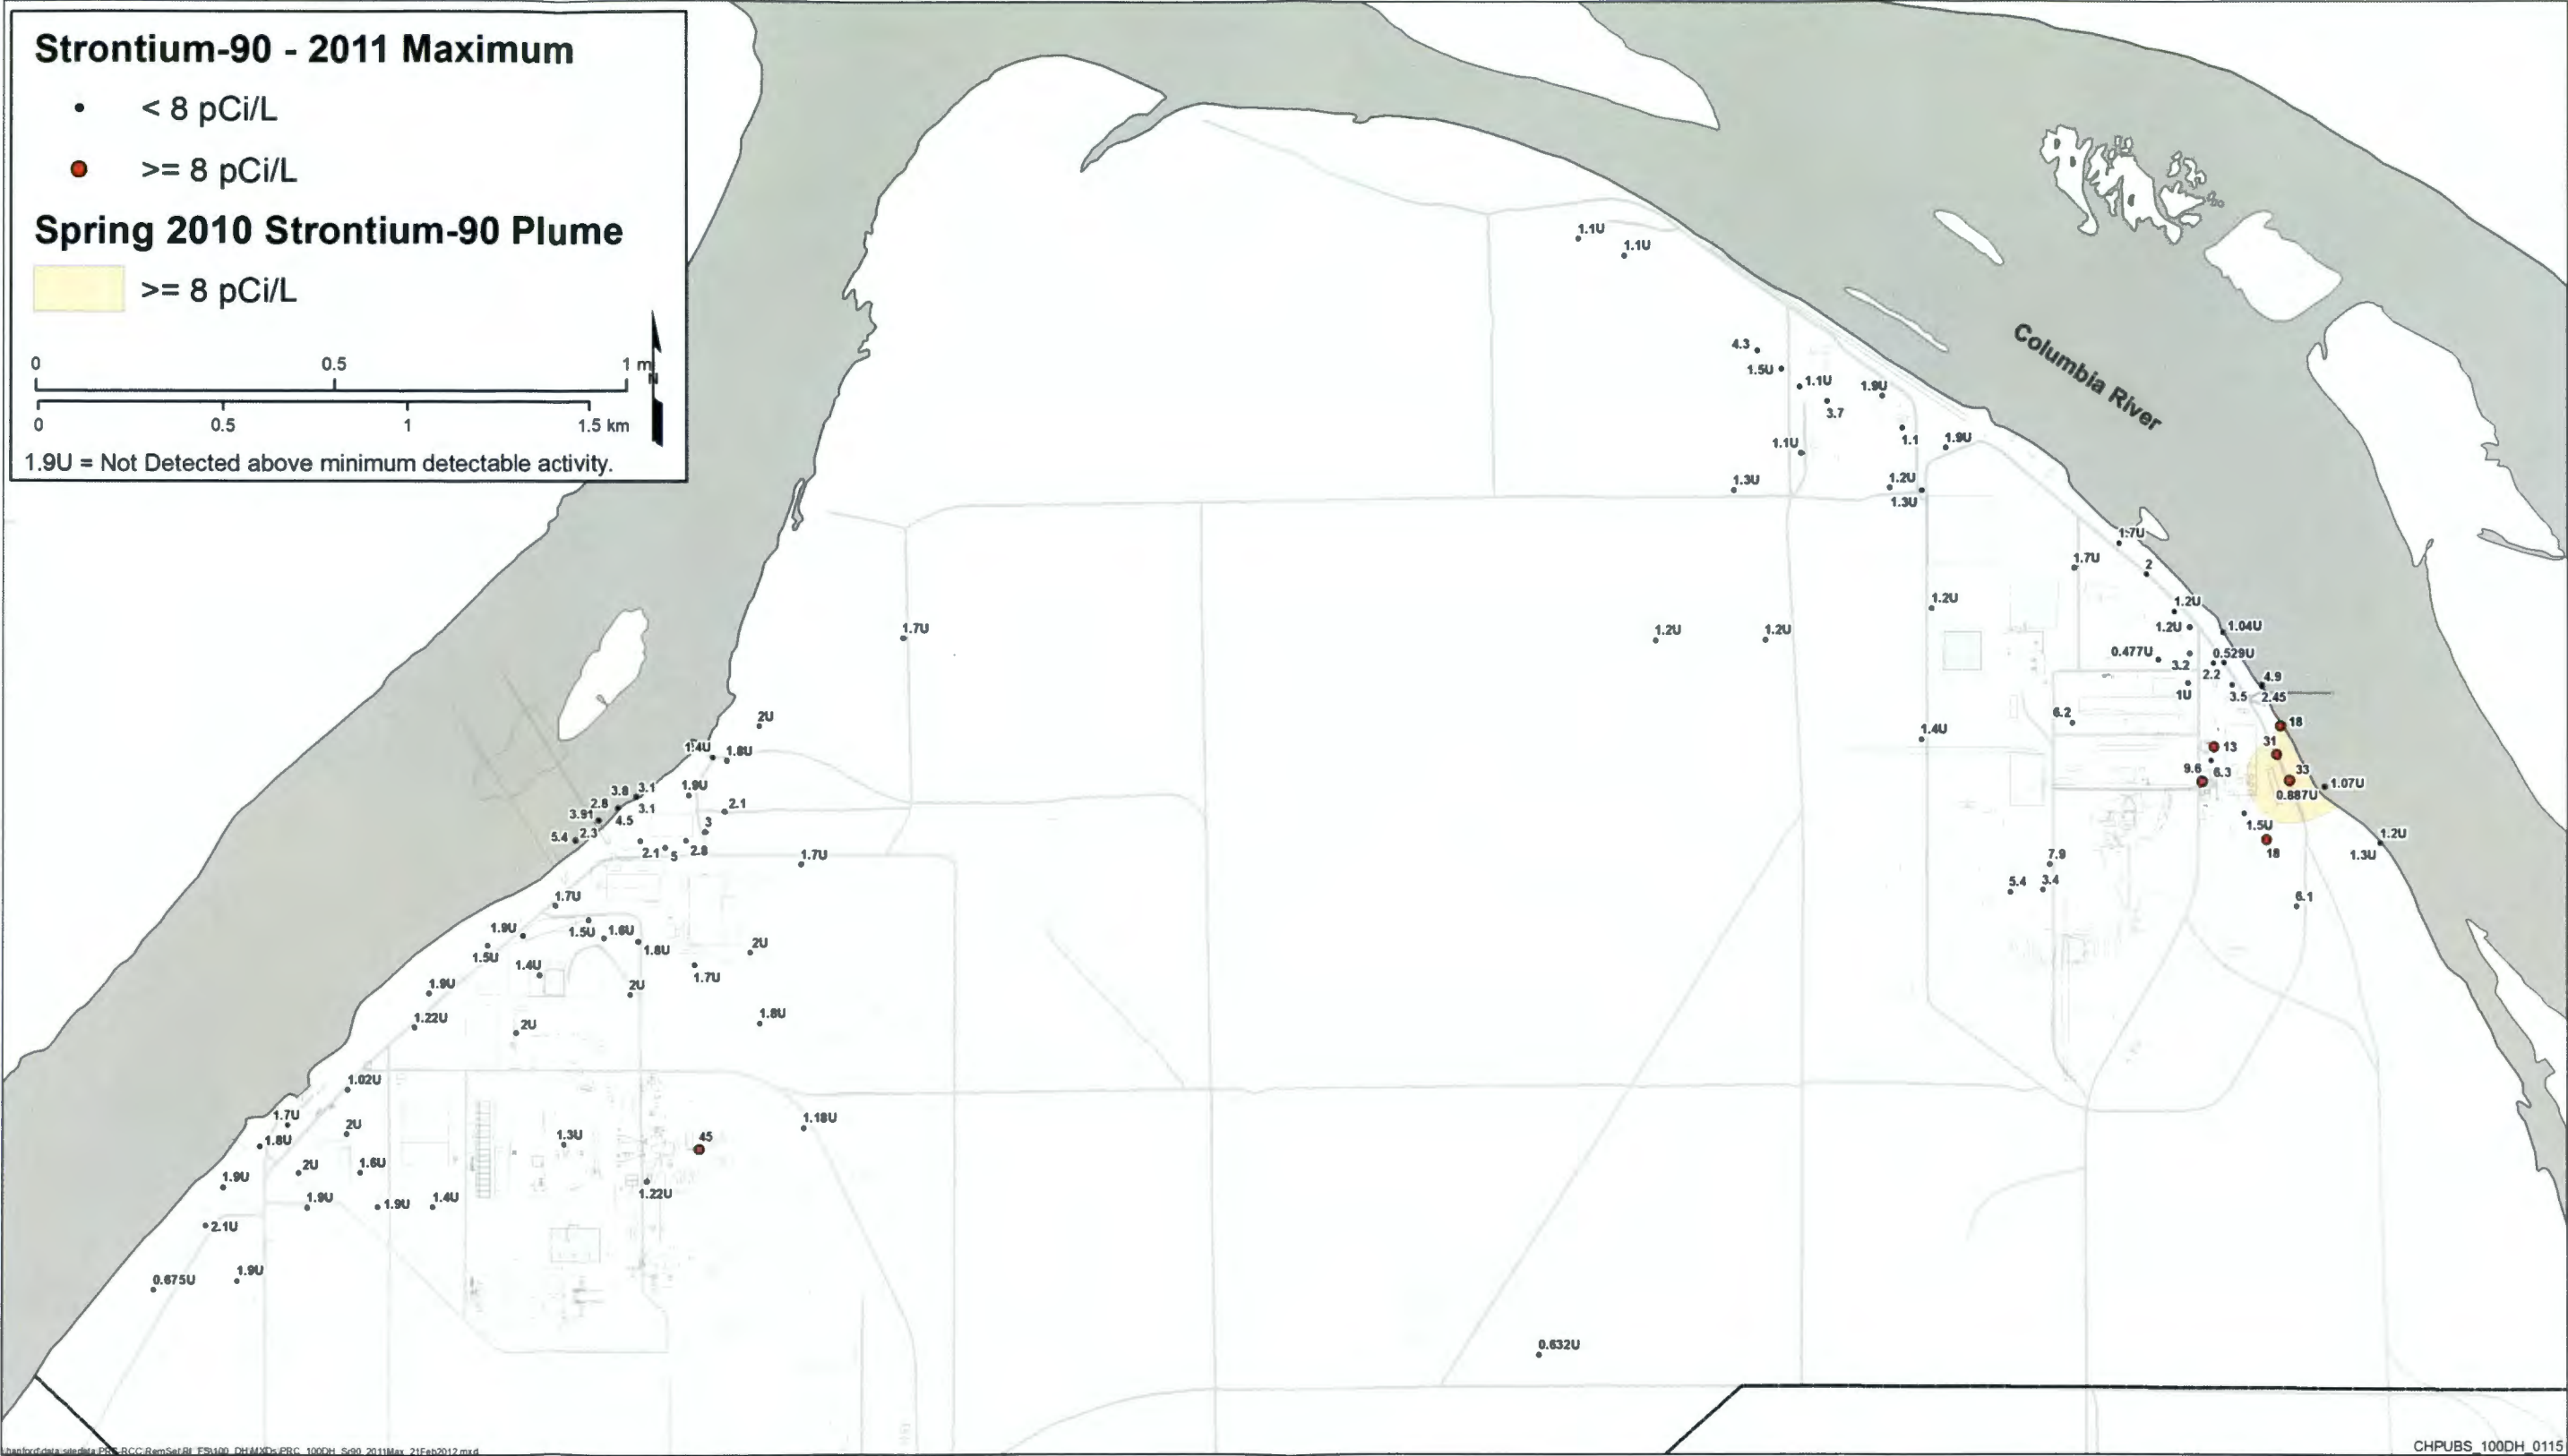 Strontium-90 - 2011 Maximum
< 8 pCi/L
>= 8 pCi/L
Spring 2010 Strontium-90 Plume
>= 8 pCi/L
0 0.5 1 mi
N
0 0.5 1 1.5 km
1.9U = Not Detected above minimum detectable activity.
1.1U
1.1U
Columbia River
4.3
1.5U
1.1U
1.9U
3.7
1.1
1.9U
1.1U
1.3U
1.2U
1.3U
1.7U
1.7U
2
1.2U
1.2U
1.2U
1.04U
1.7U
1.2U
1.2U
0.477U
3.2
0.529U
2.2
4.9
1U
3.5
2.45
6.2
18
1.4U
13
31
9.6
6.3
33
1.07U
0.887U
1.5U
1.2U
18
1.3U
7.9
5.4
3.4
6.1
2U
1.4U
1.8U
1.9U
3.8
3.1
2.8
3.1
2.1
3.91
4.5
3
5.4
2.3
2.1
5
2.8
1.7U
1.7U
1.9U
1.5U
1.6U
1.8U
2U
1.5U
1.4U
1.7U
1.9U
2U
1.22U
2U
1.8U
1.02U
1.7U
2U
1.18U
1.8U
1.3U
45
2U
1.6U
1.9U
1.22U
1.9U
1.9U
1.4U
2.1U
0.675U
1.9U
0.632U
CHPUBS_100DH_0115